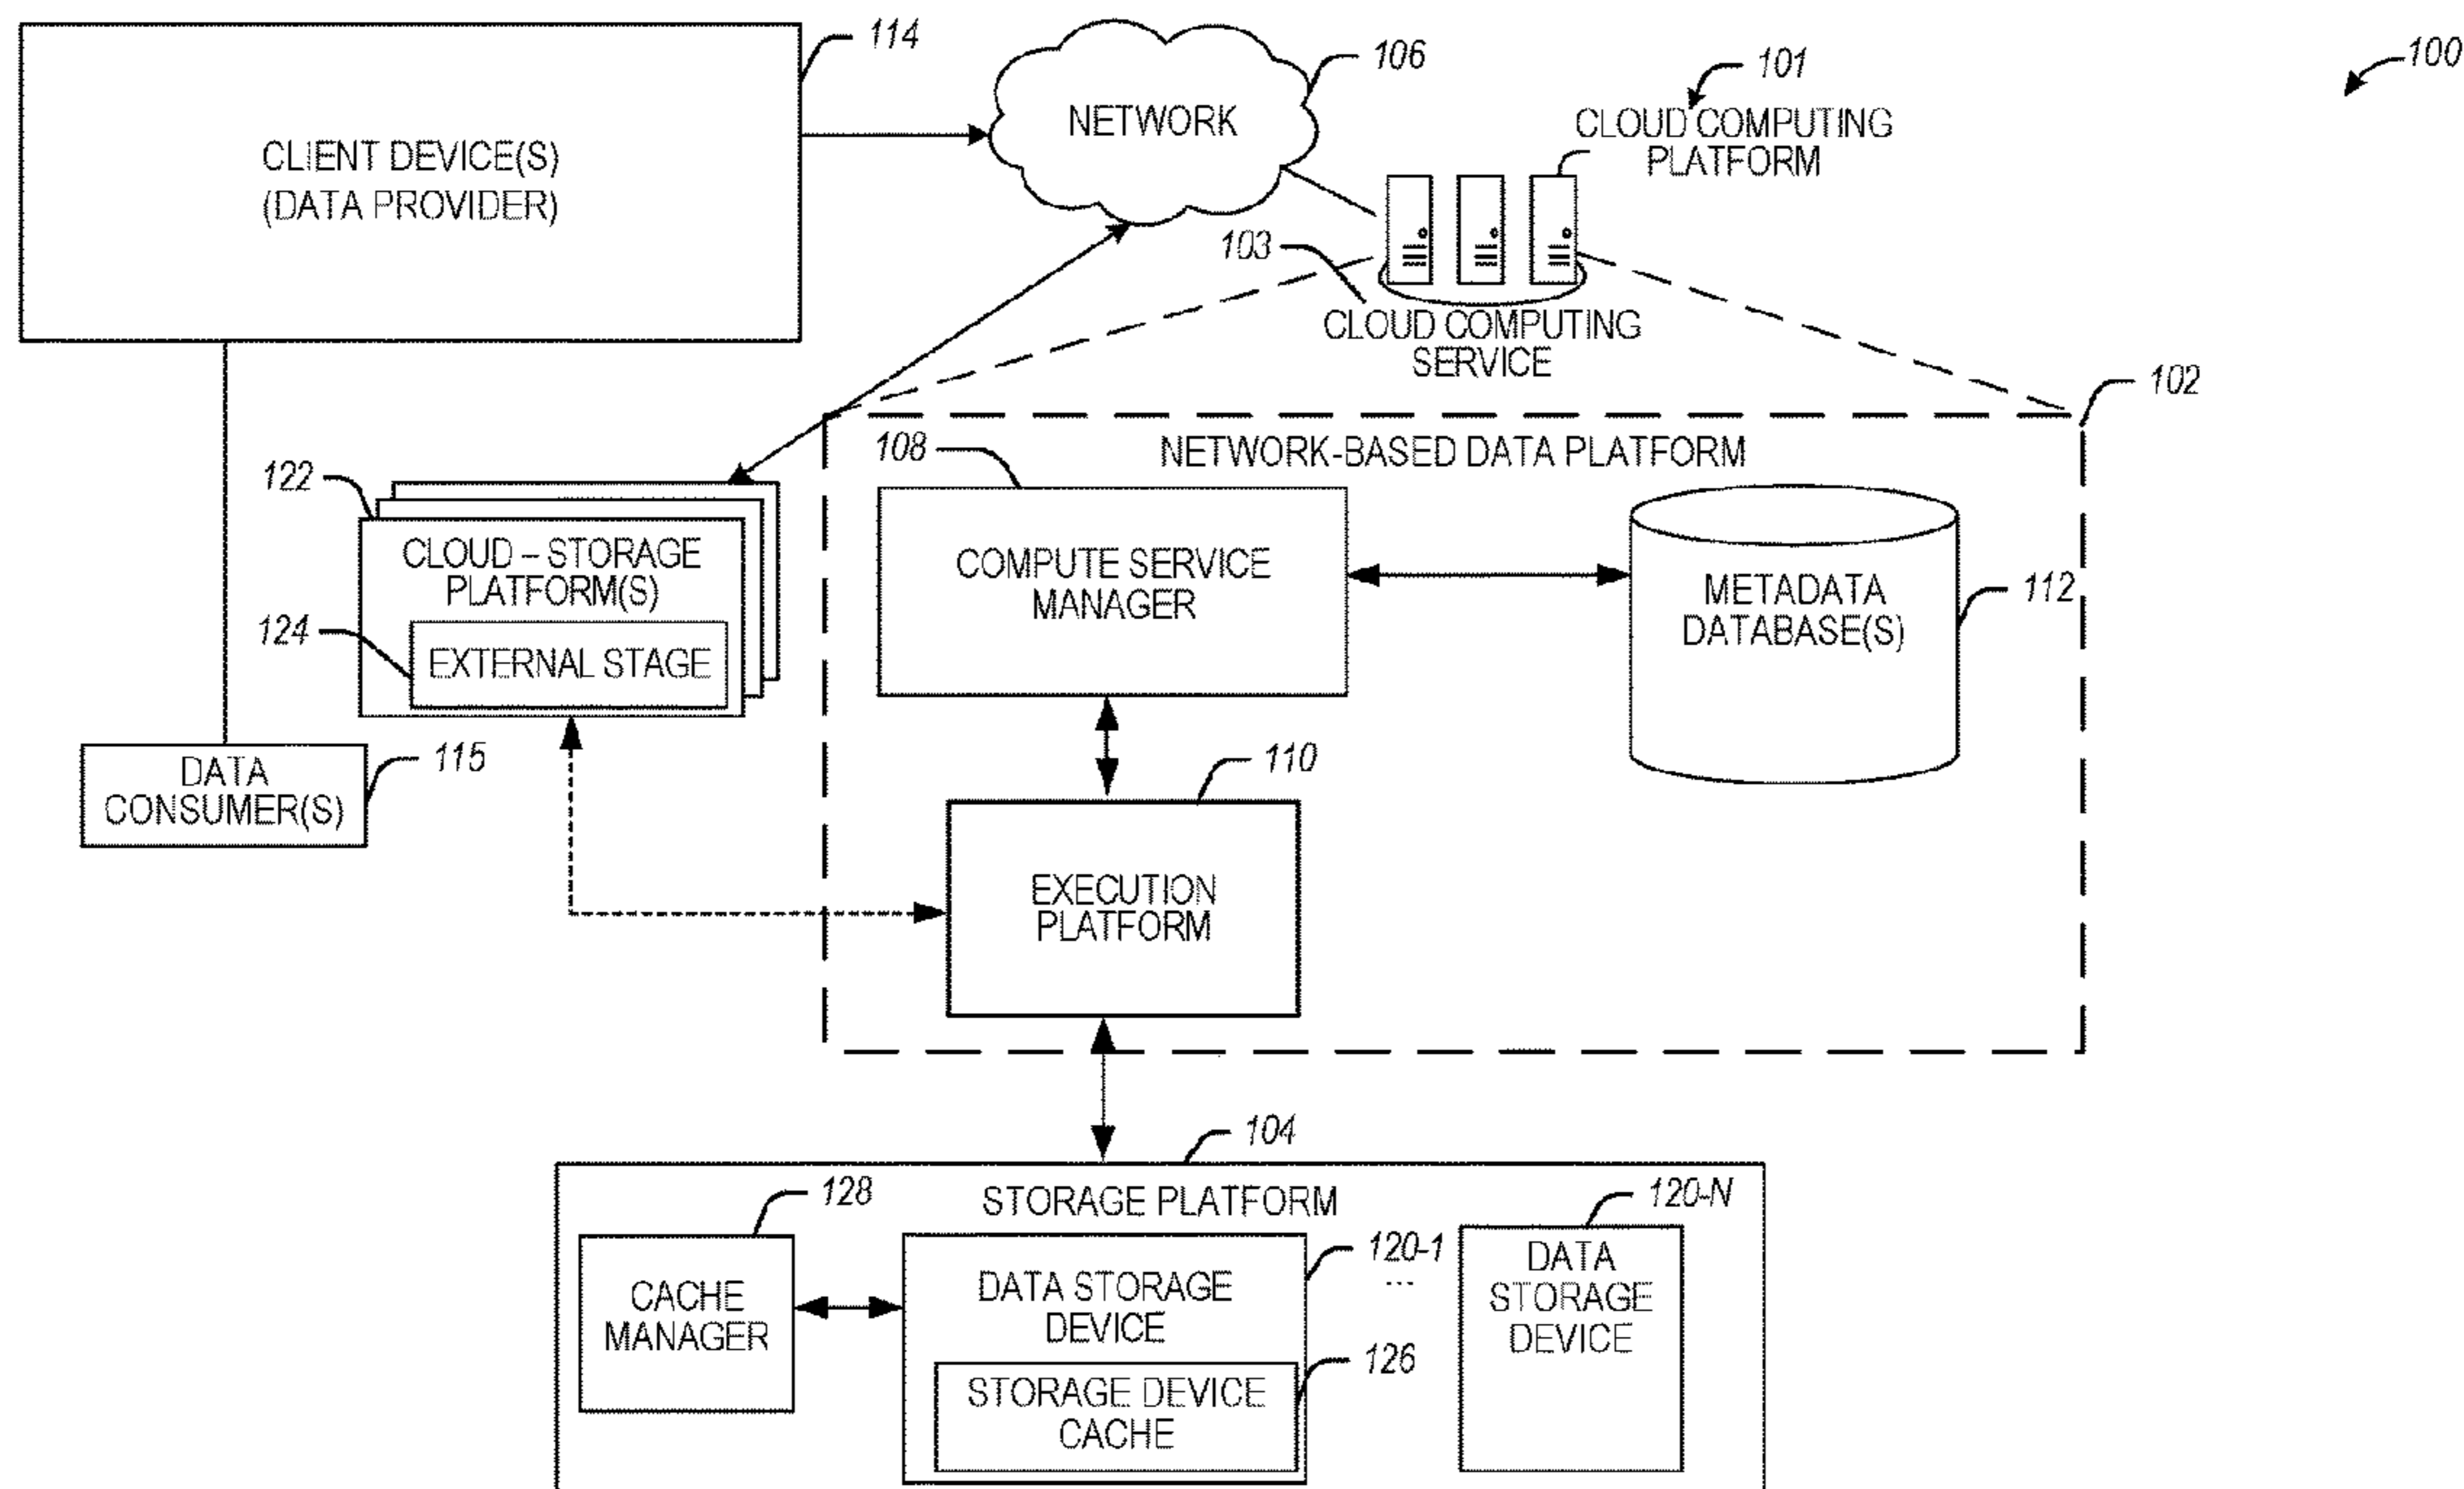 100
114
CLIENT DEVICE(S)
(DATA PROVIDER)
106
NETWORK
101
CLOUD COMPUTING
PLATFORM
103
CLOUD COMPUTING
SERVICE
102
NETWORK-BASED DATA PLATFORM
108
COMPUTE SERVICE
MANAGER
METADATA
DATABASE(S)
112
122
CLOUD – STORAGE
PLATFORM(S)
124
EXTERNAL STAGE
DATA
CONSUMER(S)
115
110
EXECUTION
PLATFORM
104
STORAGE PLATFORM
128
CACHE
MANAGER
120-1
...
DATA STORAGE
DEVICE
126
STORAGE DEVICE
CACHE
120-N
DATA
STORAGE
DEVICE